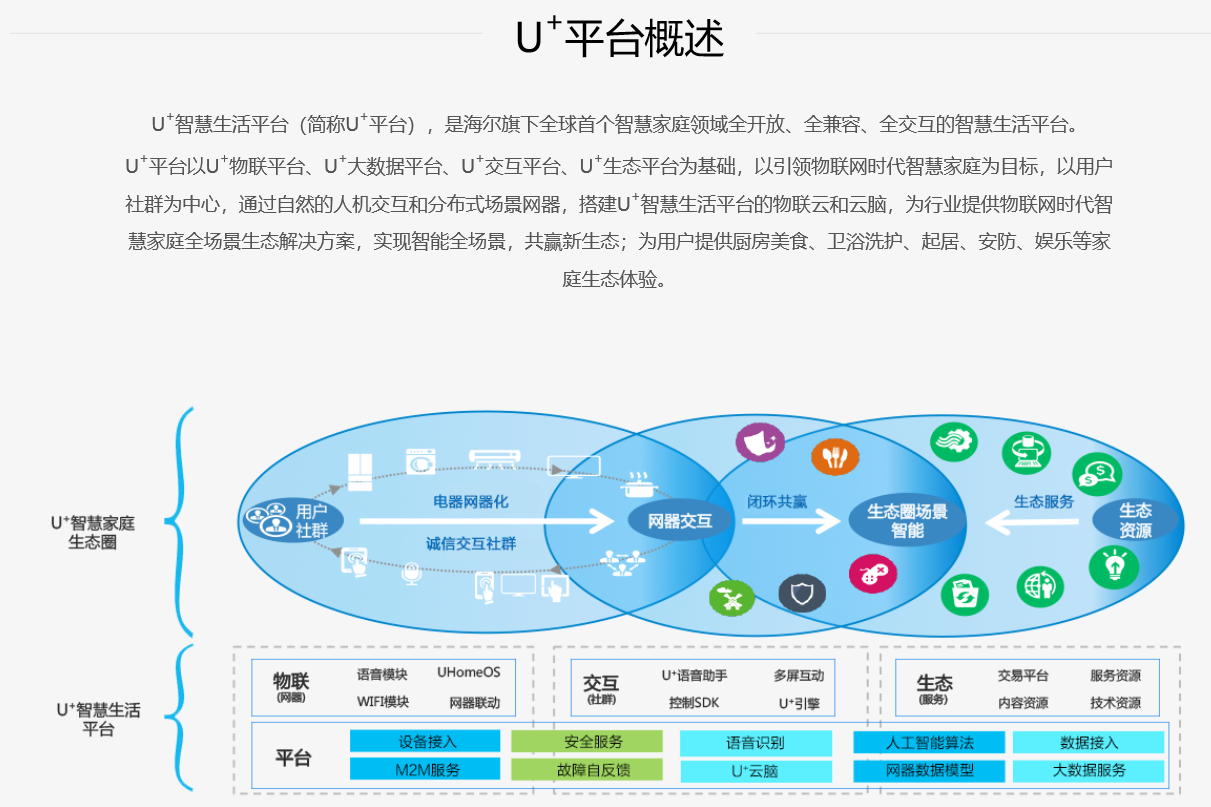 U⁺平台概述
U⁺智慧生活平台（简称U⁺平台），是海尔旗下全球首个智慧家庭领域全开放、全兼容、全交互的智慧生活平台。
U⁺平台以U⁺物联平台、U⁺大数据平台、U⁺交互平台、U⁺生态平台为基础，以引领物联网时代智慧家庭为目标，以用户
社群为中心，通过自然的人机交互和分布式场景网器，搭建U⁺智慧生活平台的物联云和云脑，为行业提供物联网时代智
慧家庭全场景生态解决方案，实现智能全场景，共赢新生态；为用户提供厨房美食、卫浴洗护、起居、安防、娱乐等家
庭生态体验。
U⁺智慧家庭
生态圈
用户
社群
电器网器化
诚信交互社群
网器交互
闭环共赢
生态圈场景
智能
生态服务
生态
资源
U⁺智慧生活
平台
物联
(网器)
语音模块
UHomeOS
WIFI模块
网器联动
交互
(社群)
U⁺语音助手
多屏互动
控制SDK
U⁺引擎
生态
(服务)
交易平台
服务资源
内容资源
技术资源
平台
设备接入
安全服务
语音识别
人工智能算法
数据接入
M2M服务
故障自反馈
U⁺云脑
网器数据模型
大数据服务